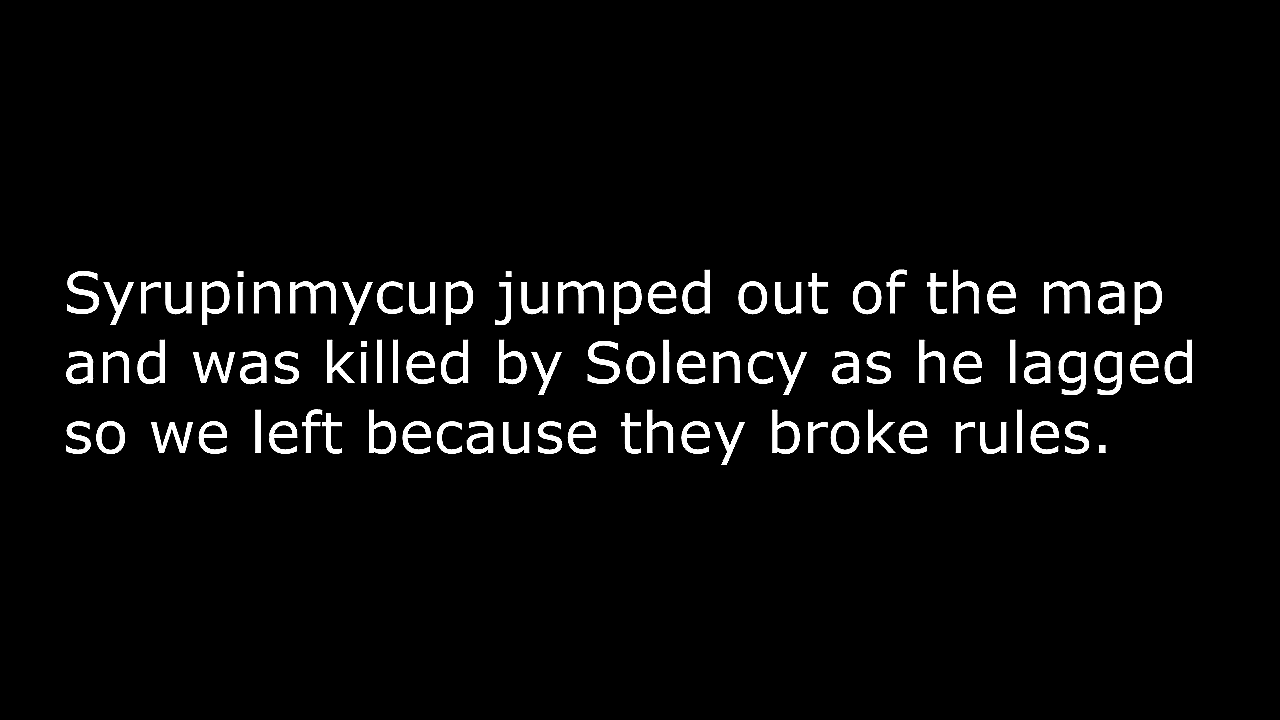 Syrupinmycup jumped out of the map
and was killed by Solency as he lagged
so we left because they broke rules.